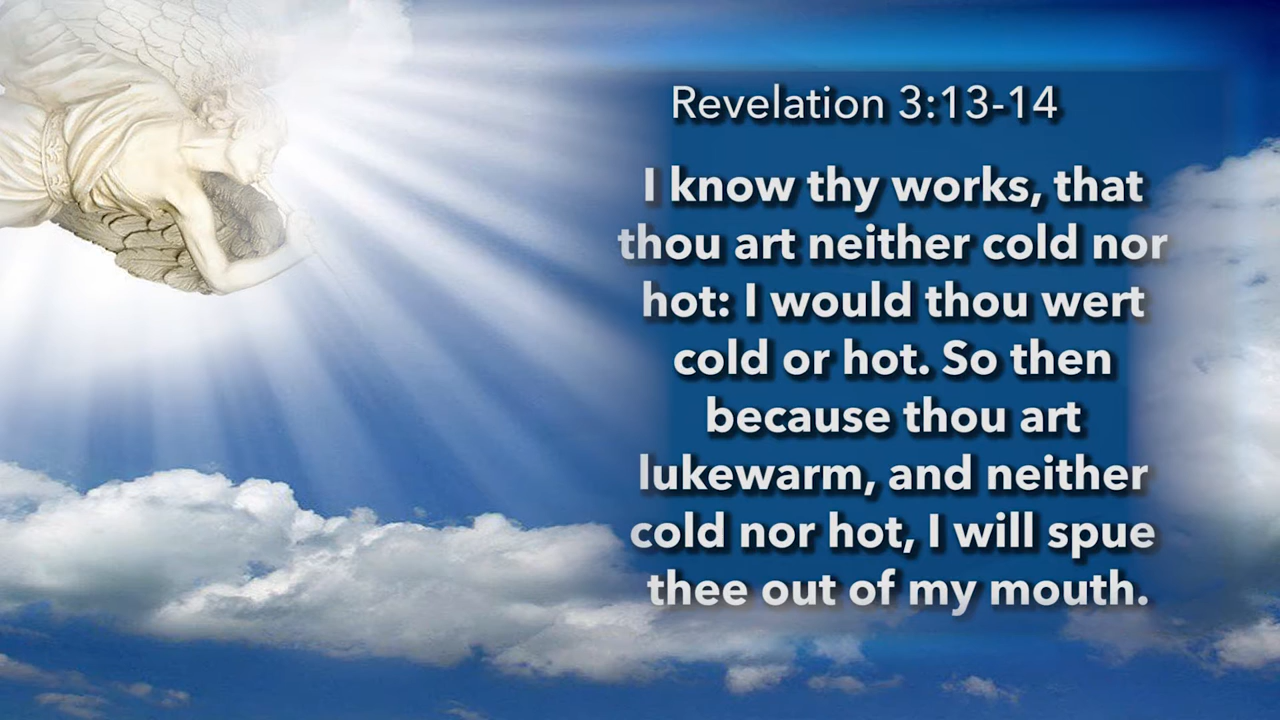 Revelation 3:13-14
I know thy works, that
thou art neither cold nor
hot: I would thou wert
cold or hot. So then
because thou art
lukewarm, and neither
cold nor hot, I will spue
thee out of my mouth.